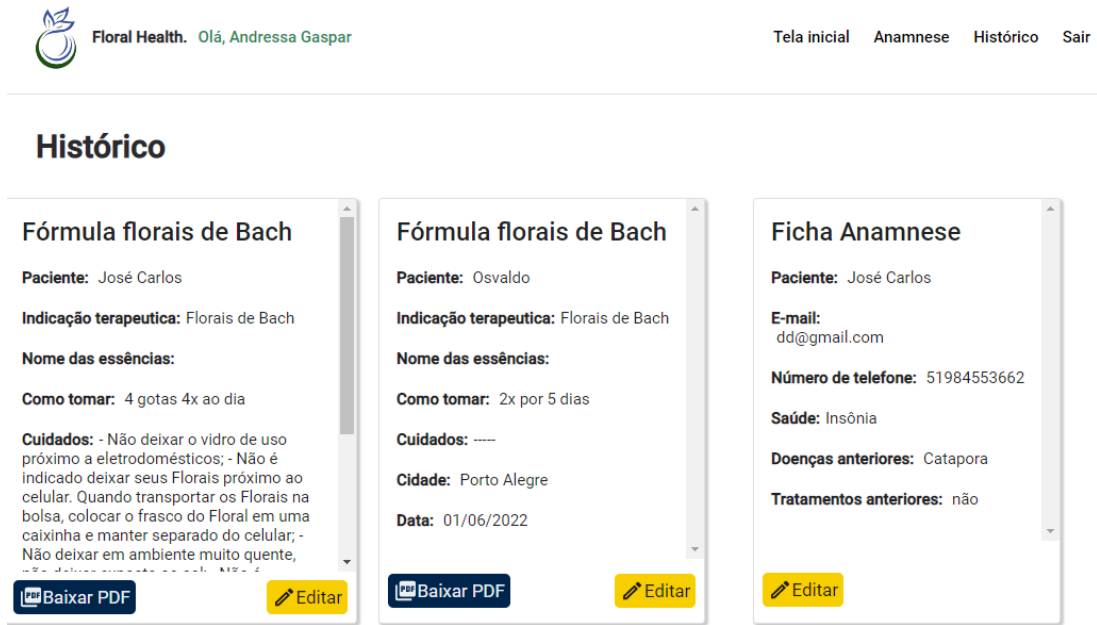 Floral Health. Olá, Andressa Gaspar
Tela inicial Anamnese Histórico Sair
Histórico
Fórmula florais de Bach
Paciente: José Carlos
Indicação terapeutica: Florais de Bach
Nome das essências:
Como tomar: 4 gotas 4x ao dia
Cuidados: - Não deixar o vidro de uso
próximo a eletrodomésticos; - Não é
indicado deixar seus Florais próximo ao
celular. Quando transportar os Florais na
bolsa, colocar o frasco do Floral em uma
caixinha e manter separado do celular; -
Não deixar em ambiente muito quente,
PDF Baixar PDF
Editar
Fórmula florais de Bach
Paciente: Osvaldo
Indicação terapeutica: Florais de Bach
Nome das essências:
Como tomar: 2x por 5 dias
Cuidados: -----
Cidade: Porto Alegre
Data: 01/06/2022
PDF Baixar PDF
Editar
Ficha Anamnese
Paciente: José Carlos
E-mail:
dd@gmail.com
Número de telefone: 51984553662
Saúde: Insônia
Doenças anteriores: Catapora
Tratamentos anteriores: não
Editar